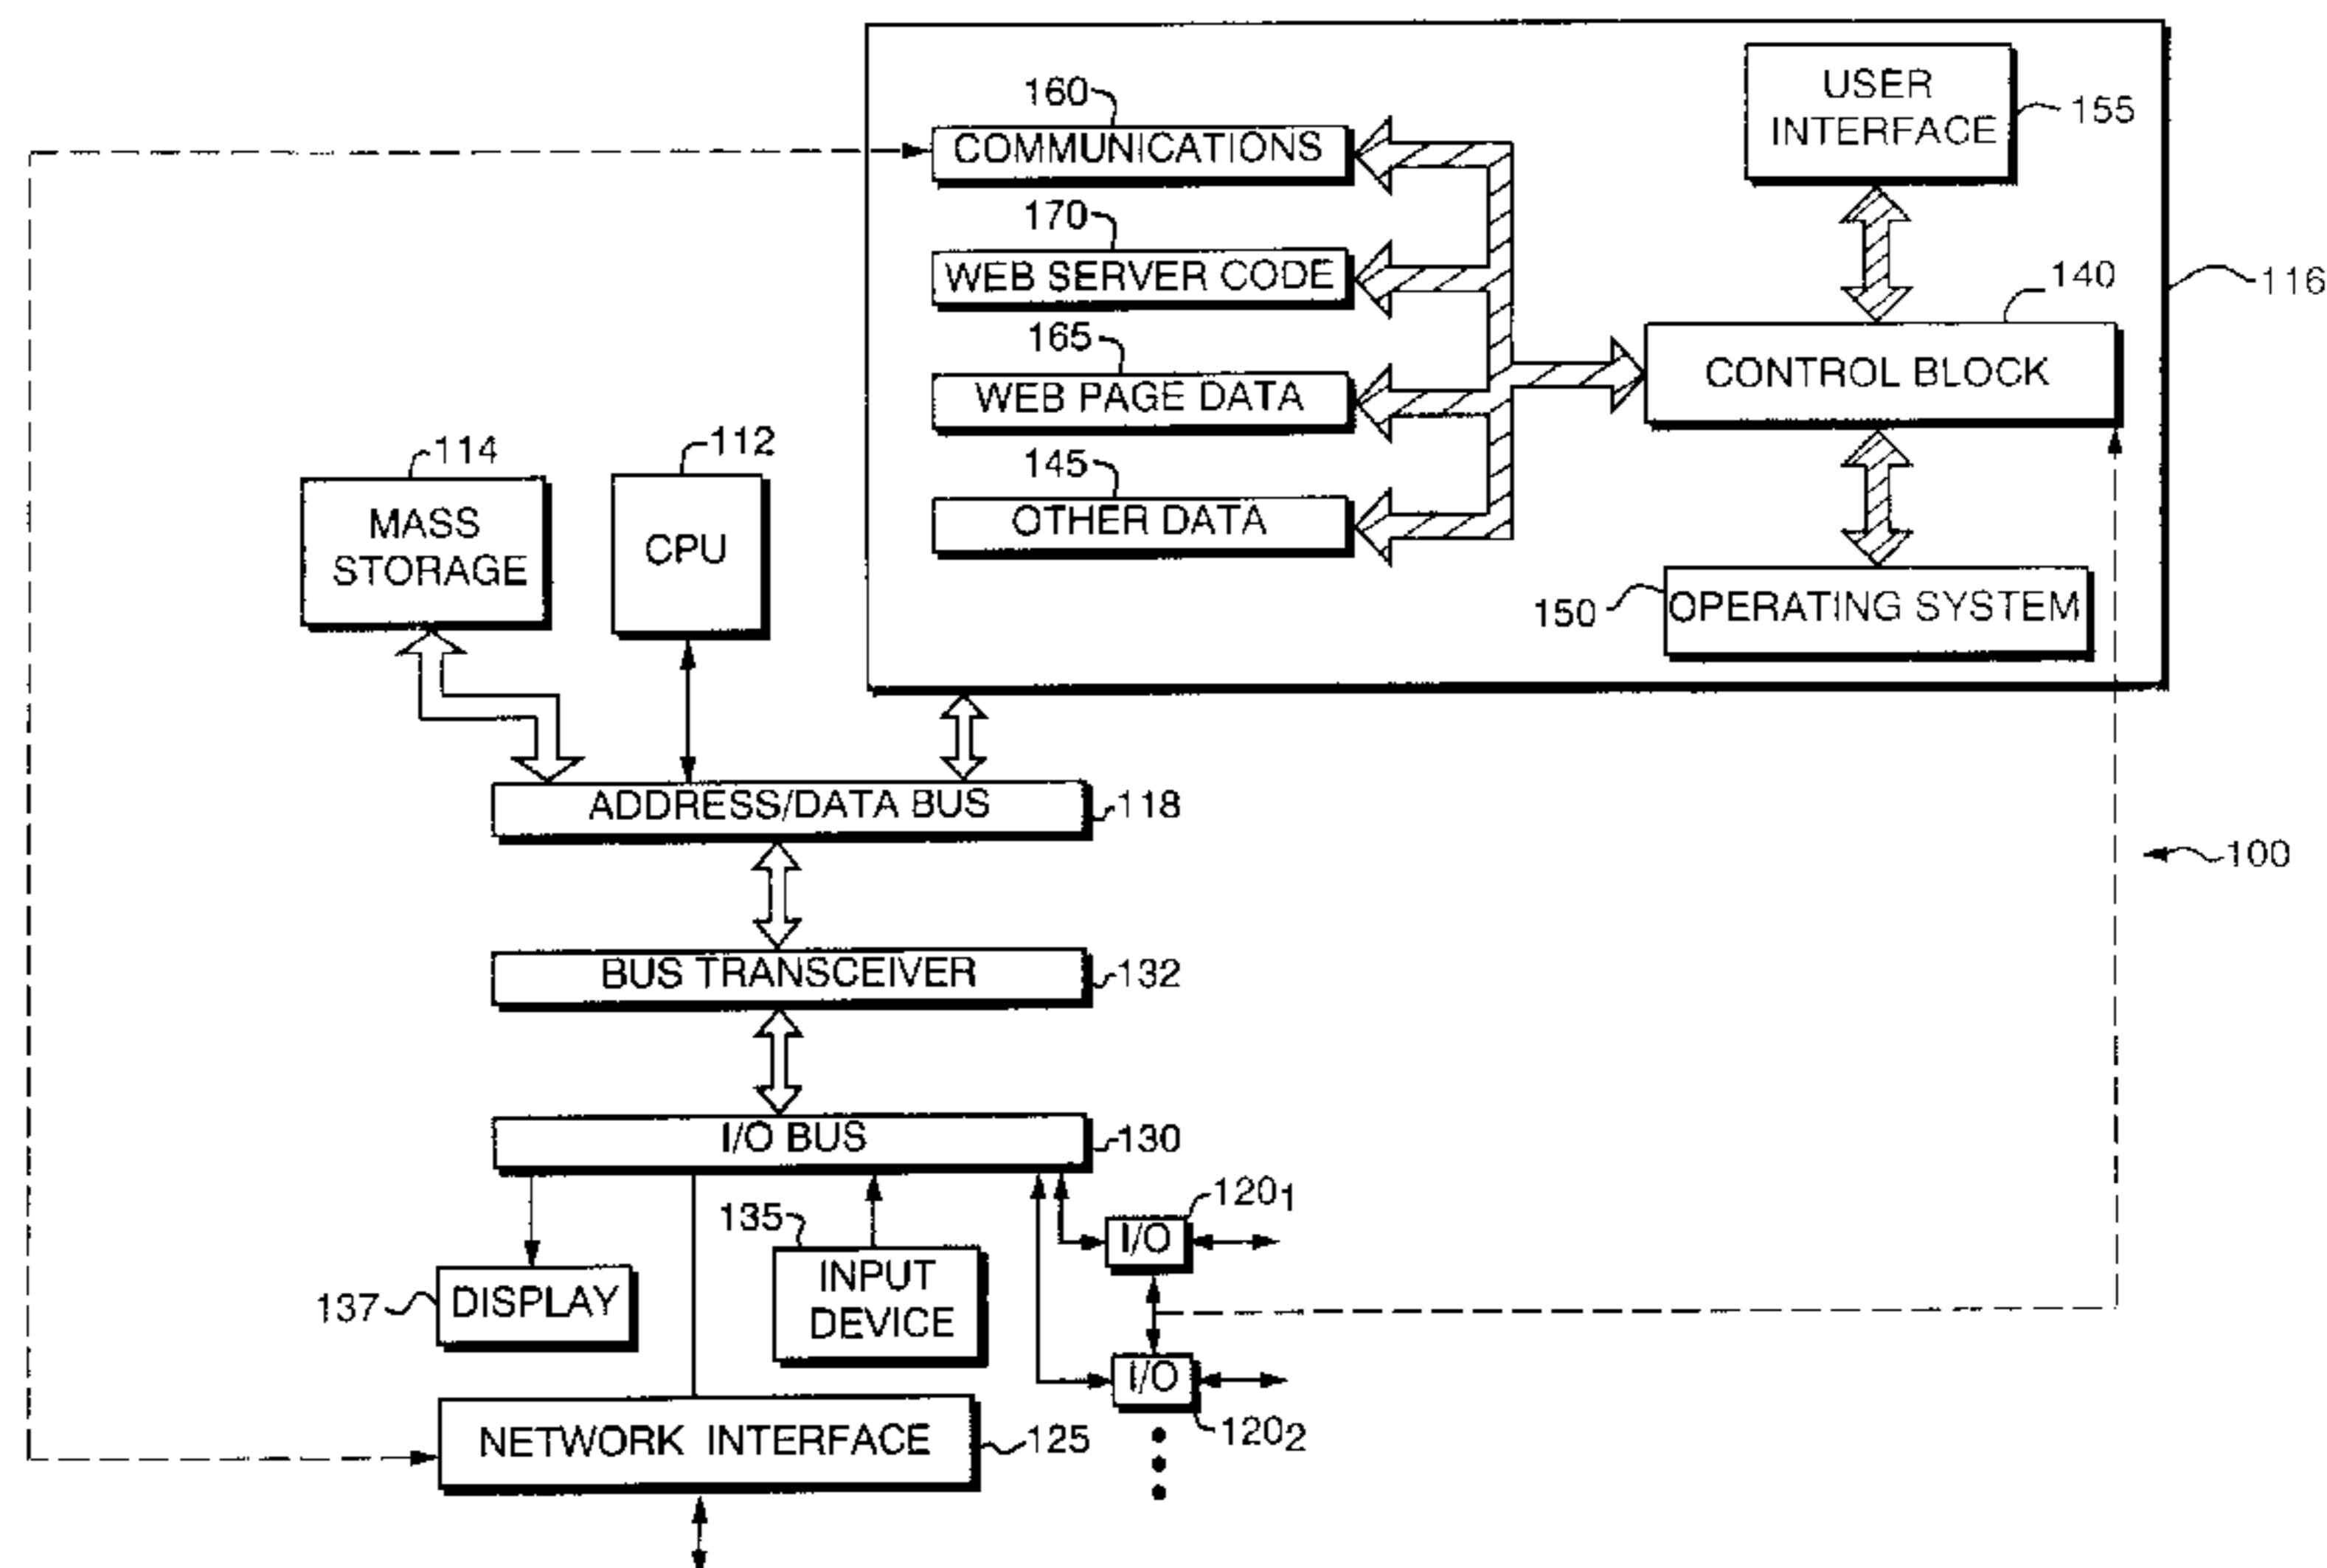 160
COMMUNICATIONS
170
WEB SERVER CODE
165
WEB PAGE DATA
145
OTHER DATA
USER
INTERFACE
155
140
CONTROL BLOCK
116
150
OPERATING SYSTEM
114
MASS
STORAGE
112
CPU
ADDRESS/DATA BUS
118
100
BUS TRANSCEIVER
132
I/O BUS
130
137
DISPLAY
135
INPUT
DEVICE
120₁
I/O
I/O
120₂
NETWORK INTERFACE
125